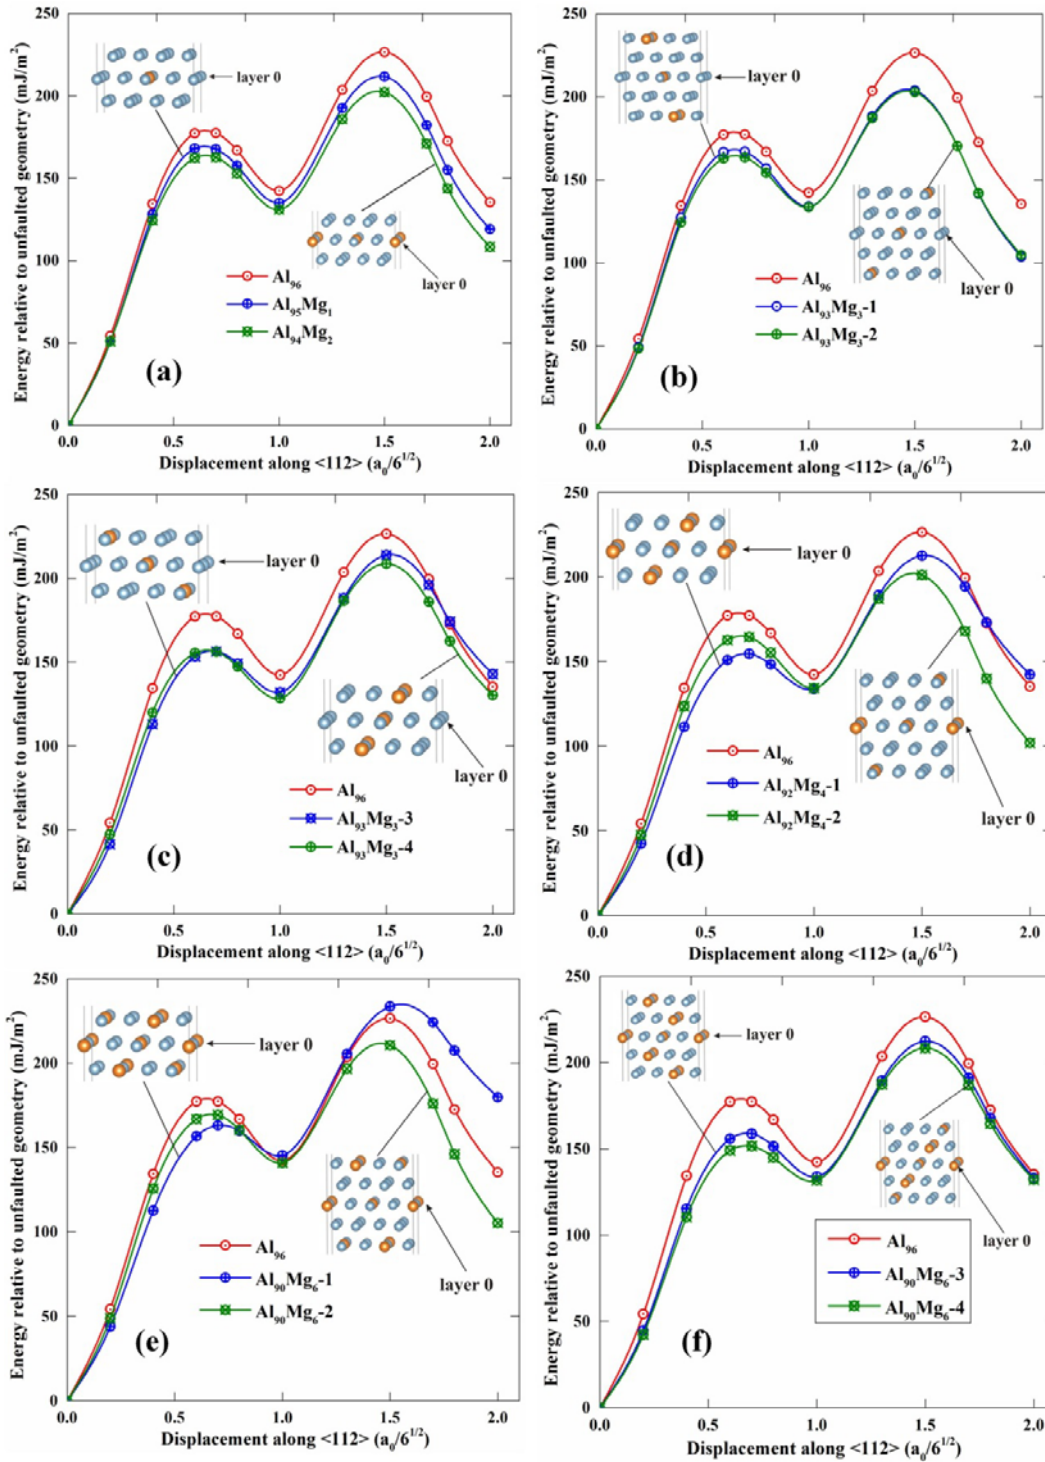 Energy relative to unfaulted geometry (mJ/m²)
250
200
150
100
50
0
layer 0
layer 0
Al₉₆
Al₉₅Mg₁
Al₉₄Mg₂
(a)
0.0 0.5 1.0 1.5 2.0
Displacement along <112> (a₀/6^1/2)
Energy relative to unfaulted geometry (mJ/m²)
250
200
150
100
50
0
layer 0
layer 0
Al₉₆
Al₉₃Mg₃-1
Al₉₃Mg₃-2
(b)
0.0 0.5 1.0 1.5 2.0
Displacement along <112> (a₀/6^1/2)
Energy relative to unfaulted geometry (mJ/m²)
250
200
150
100
50
0
layer 0
layer 0
Al₉₆
Al₉₃Mg₃-3
Al₉₃Mg₃-4
(c)
0.0 0.5 1.0 1.5 2.0
Displacement along <112> (a₀/6^1/2)
Energy relative to unfaulted geometry (mJ/m²)
250
200
150
100
50
0
layer 0
layer 0
Al₉₆
Al₉₂Mg₄-1
Al₉₂Mg₄-2
(d)
0.0 0.5 1.0 1.5 2.0
Displacement along <112> (a₀/6^1/2)
Energy relative to unfaulted geometry (mJ/m²)
250
200
150
100
50
0
layer 0
layer 0
Al₉₆
Al₉₀Mg₆-1
Al₉₀Mg₆-2
(e)
0.0 0.5 1.0 1.5 2.0
Displacement along <112> (a₀/6^1/2)
Energy relative to unfaulted geometry (mJ/m²)
250
200
150
100
50
0
layer 0
layer 0
Al₉₆
Al₉₀Mg₆-3
Al₉₀Mg₆-4
(f)
0.0 0.5 1.0 1.5 2.0
Displacement along <112> (a₀/6^1/2)